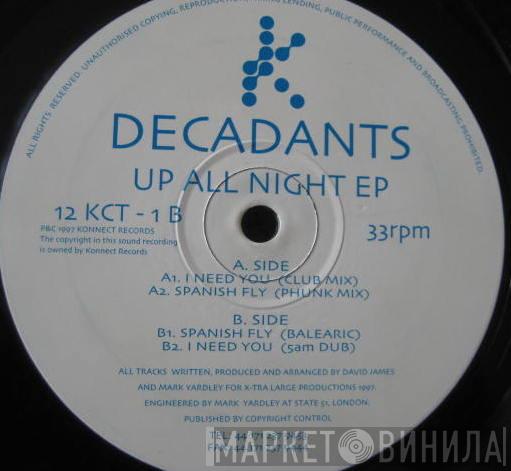 ALL RIGHTS RESERVED. UNAUTHORISED COPYING, REPRODUCTION, HIRING, LENDING, PUBLIC PERFORMANCE AND BROADCASTING PROHIBITED.
DECADANTS
UP ALL NIGHT EP
12 KCT - 1 B
33rpm
P&C 1997 KONNECT RECORDS
The copyright in this sound recording
is owned by Konnect Records
A. SIDE
A1. I NEED YOU (CLUB MIX)
A2. SPANISH FLY (PHUNK MIX)
B. SIDE
B1. SPANISH FLY (BALEARIC)
B2. I NEED YOU (5am DUB)
ALL TRACKS WRITTEN, PRODUCED AND ARRANGED BY DAVID JAMES
AND MARK YARDLEY FOR X-TRA LARGE PRODUCTIONS 1997.
ENGINEERED BY MARK YARDLEY AT STATE 51, LONDON.
PUBLISHED BY COPYRIGHT CONTROL
TEL.
FAX.
МАРКЕТ ВИНИЛА